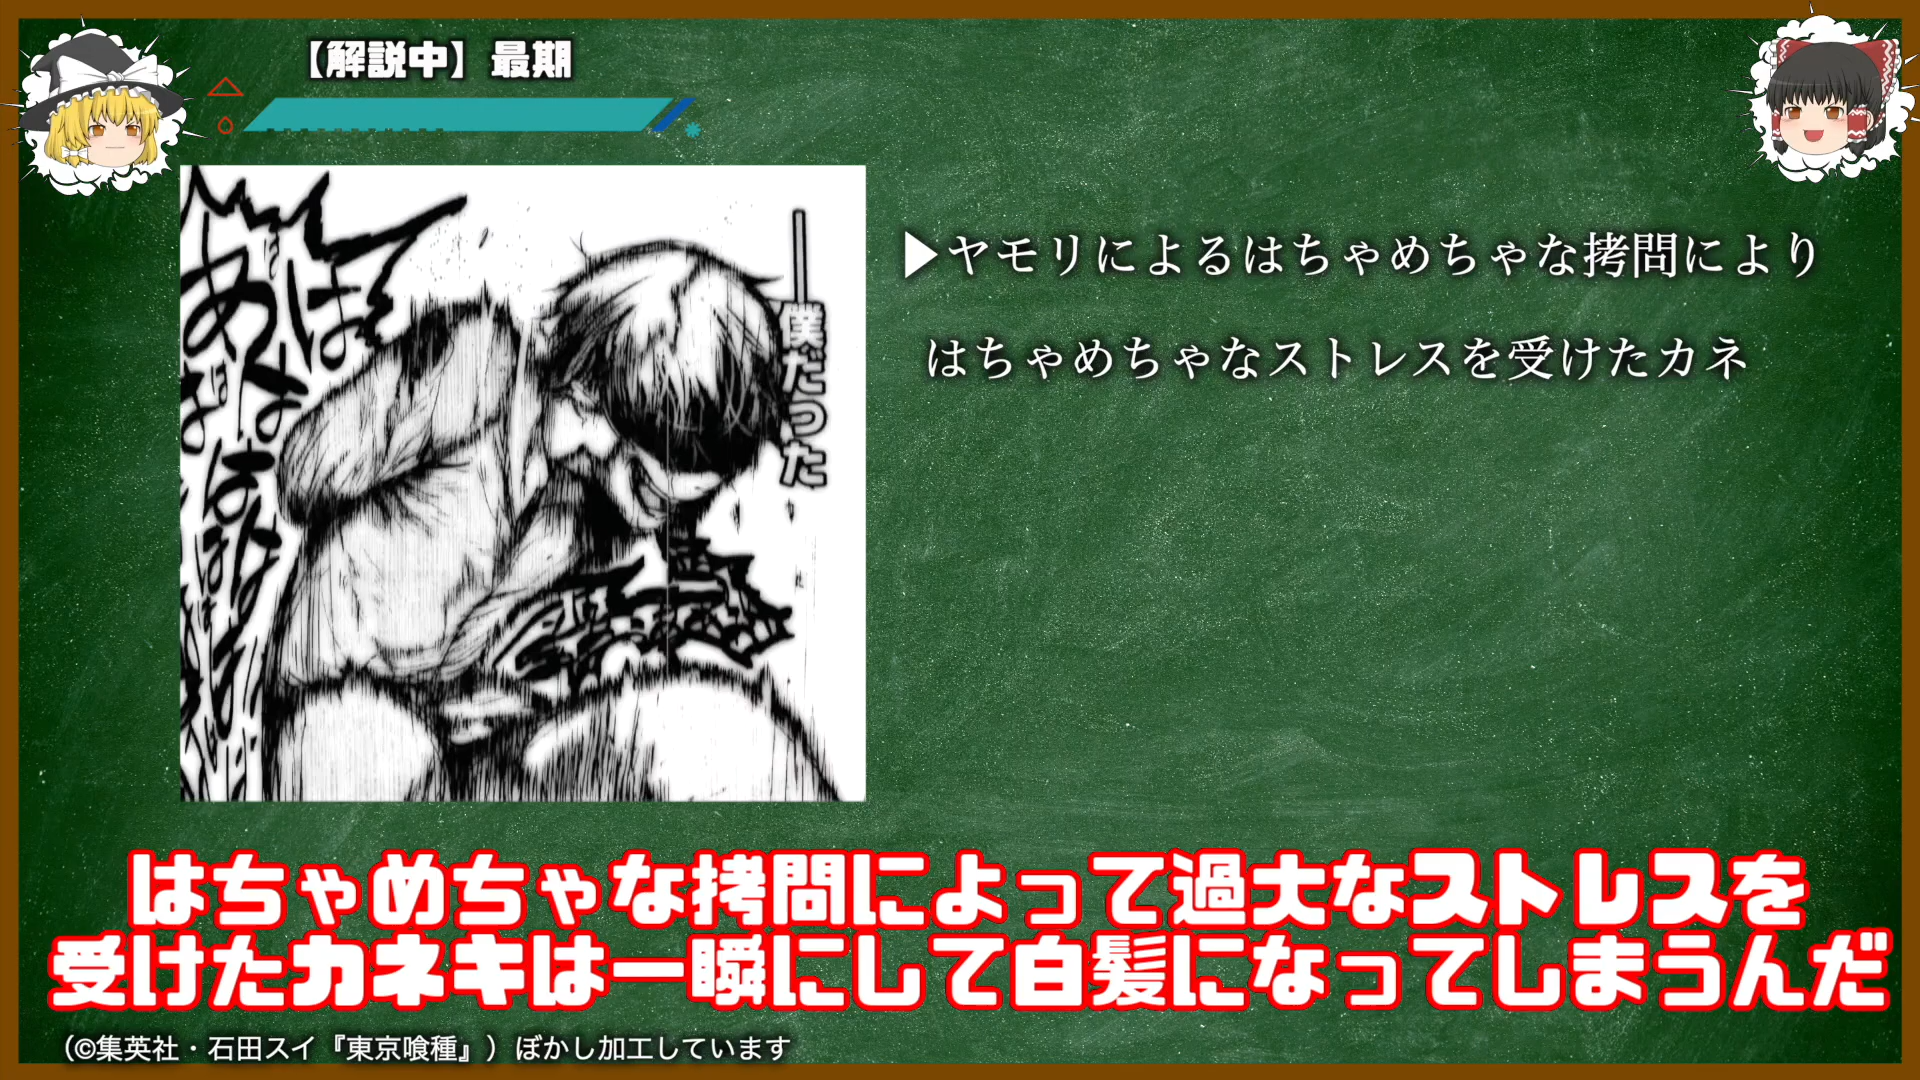 【解説中】最期
▶ヤモリによるはちゃめちゃな拷問により
はちゃめちゃなストレスを受けたカネ
―僕だった
はちゃめちゃな拷問によって過大なストレスを
受けたカネキは一瞬にして白髪になってしまうんだ
（©集英社・石田スイ『東京喰種』）ぼかし加工しています